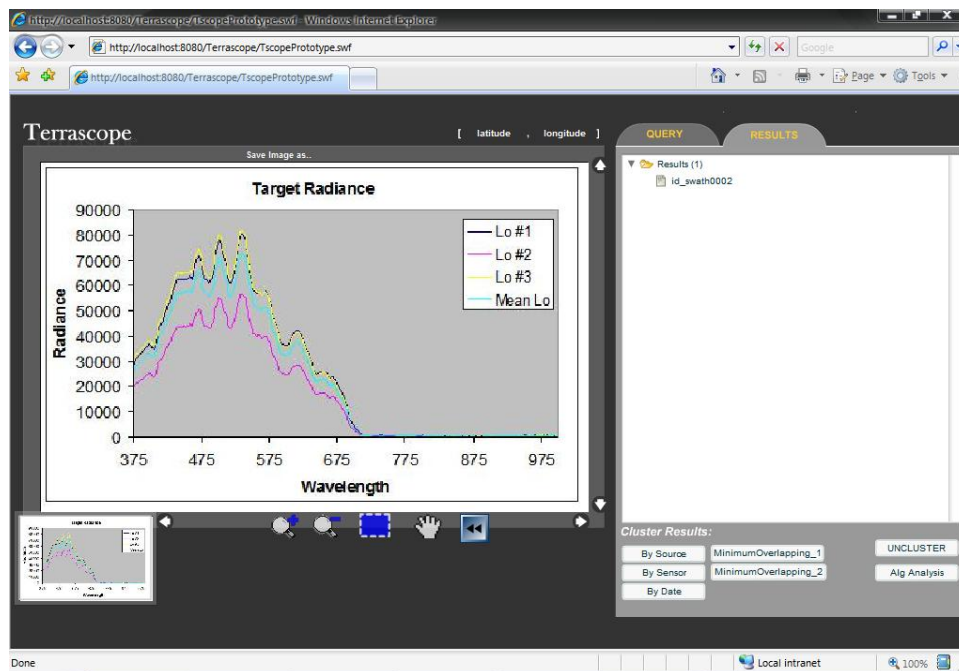 http://localhost:8080/Terrascope/TscopePrototype.swf - Windows Internet Explorer
http://localhost:8080/Terrascope/TscopePrototype.swf
Google
http://localhost:8080/Terrascope/TscopePrototype.swf
Page
Tools
Terrascope
[ latitude , longitude ]
QUERY
RESULTS
Save Image as..
Results (1)
id_swath0002
Target Radiance
Radiance
90000
80000
70000
60000
50000
40000
30000
20000
10000
0
375 475 575 675 775 875 975
Wavelength
Lo #1
Lo #2
Lo #3
Mean Lo
Target Radiance
Cluster Results:
By Source
MinimumOverlapping_1
UNCLUSTER
By Sensor
MinimumOverlapping_2
Alg Analysis
By Date
Done
Local intranet
100%